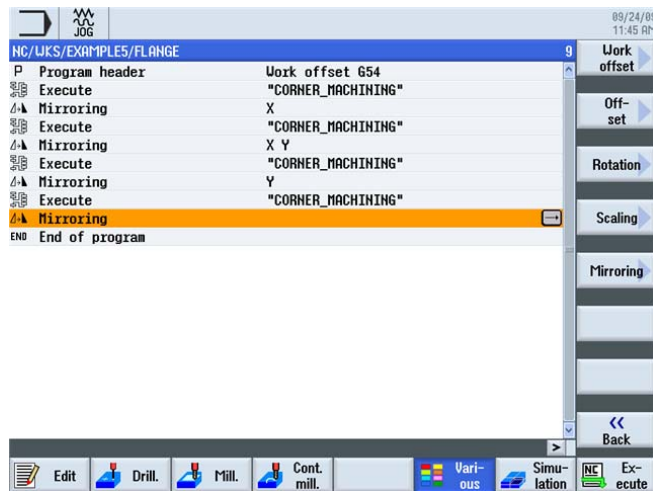 JOG
09/24/0
11:45 AM
NC/WKS/EXAMPLE5/FLANGE 9
P Program header Work offset G54
Execute "CORNER_MACHINING"
Mirroring X
Execute "CORNER_MACHINING"
Mirroring X Y
Execute "CORNER_MACHINING"
Mirroring Y
Execute "CORNER_MACHINING"
Mirroring
END End of program
Work
offset
Off-
set
Rotation
Scaling
Mirroring
«
Back
>
Edit
Drill.
Mill.
Cont.
mill.
Vari-
ous
Simu-
lation
NC Ex-
ecute